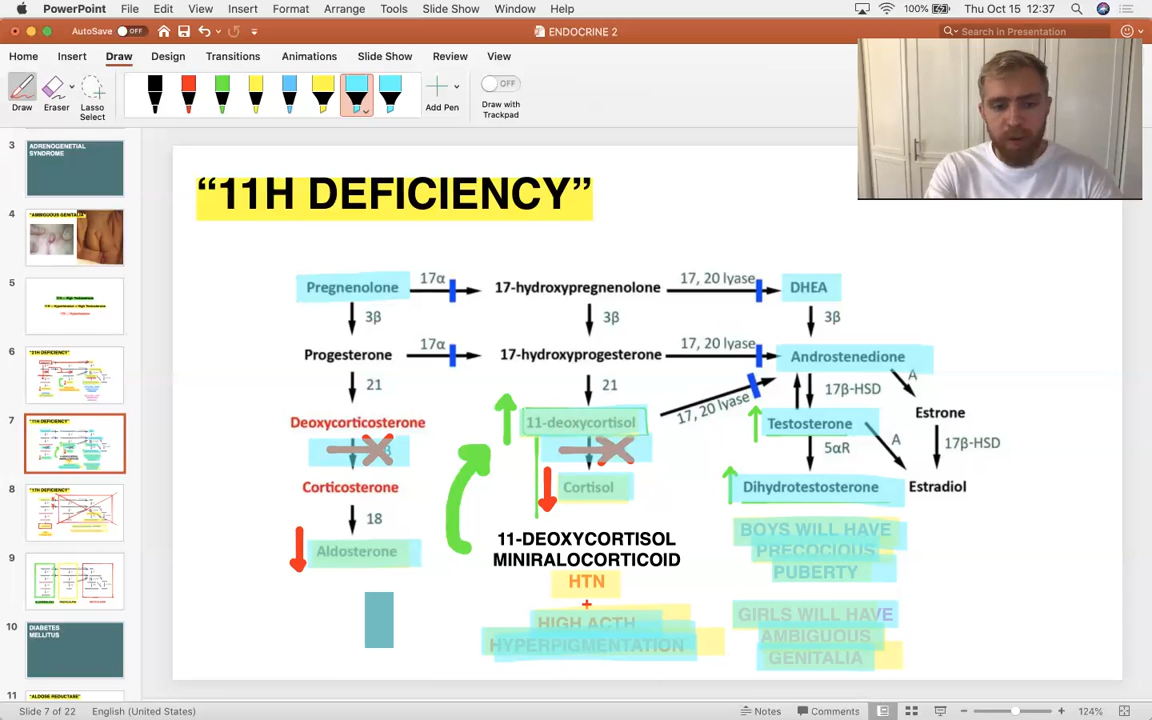 PowerPoint File Edit View Insert Format Arrange Tools Slide Show Window Help 100% Thu Oct 15 12:37
AutoSave OFF ENDOCRINE 2 Search in Presentation
Home Insert Draw Design Transitions Animations Slide Show Review View
Draw Eraser Lasso Select Add Pen OFF Draw with Trackpad
3 ADRENOGENETIAL SYNDROME
4 "AMBIGUOUS GENITALIA"
5
6 "21H DEFICIENCY"
7 "11H DEFICIENCY"
8 "17H DEFICIENCY"
9
10 DIABETES MELLITUS
11 "ALDOSE REDUCTASE"
“11H DEFICIENCY”
Pregnenolone 17α 17-hydroxypregnenolone 17, 20 lyase DHEA
3β 3β 3β
Progesterone 17α 17-hydroxyprogesterone 17, 20 lyase Androstenedione
21 21 17, 20 lyase 17β-HSD A Estrone
Deoxycorticosterone 11-deoxycortisol Testosterone
5αR A 17β-HSD
Corticosterone Cortisol Dihydrotestosterone Estradiol
18
Aldosterone
11-DEOXYCORTISOL
MINIRALOCORTICOID
HTN
+
HIGH ACTH
HYPERPIGMENTATION
BOYS WILL HAVE
PRECOCIOUS
PUBERTY
GIRLS WILL HAVE
AMBIGUOUS
GENITALIA
Slide 7 of 22 English (United States) Notes Comments 124%